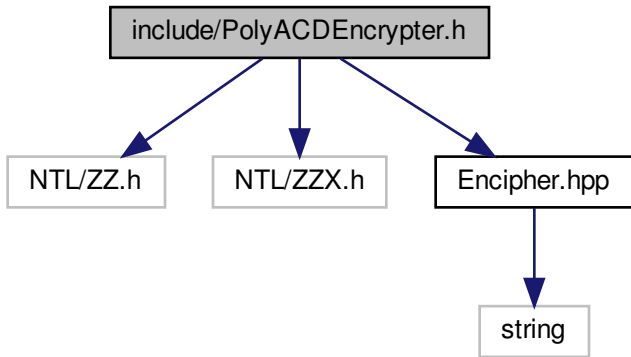 include/PolyACDEncrypter.h
NTL/ZZ.h
NTL/ZZX.h
Encipher.hpp
string